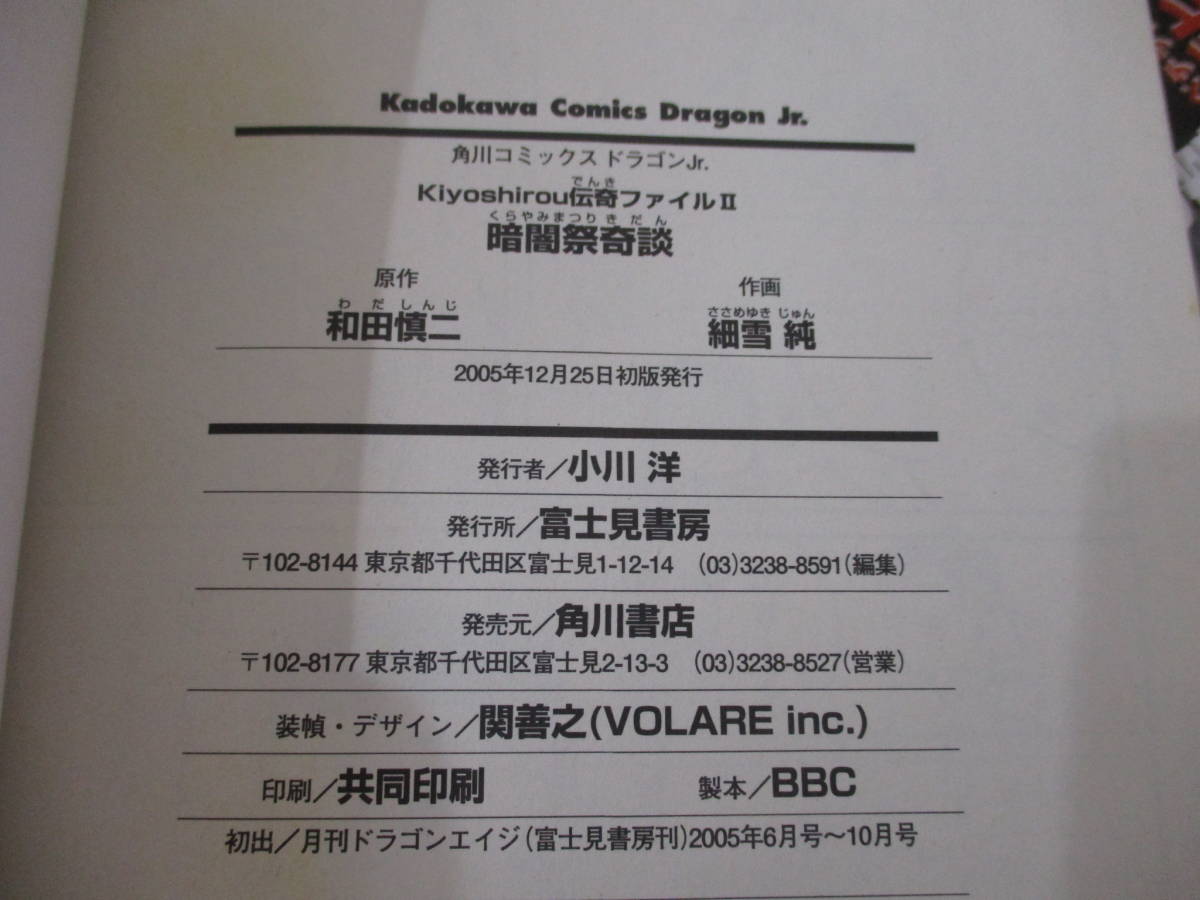 Kadokawa Comics Dragon Jr.
角川コミックス ドラゴンJr.
でんき
Kiyoshirou伝奇ファイルⅡ
くらやみまつりきだん
暗闇祭奇談
原作 作画
わだしんじ ささめゆき じゅん
和田慎二 細雪 純
2005年12月25日初版発行
発行者/小川 洋
発行所/富士見書房
〒102-8144 東京都千代田区富士見1-12-14 (03)3238-8591(編集)
発売元/角川書店
〒102-8177 東京都千代田区富士見2-13-3 (03)3238-8527(営業)
装幀・デザイン/関善之(VOLARE inc.)
印刷/共同印刷 製本/BBC
初出/月刊ドラゴンエイジ(富士見書房刊)2005年6月号〜10月号